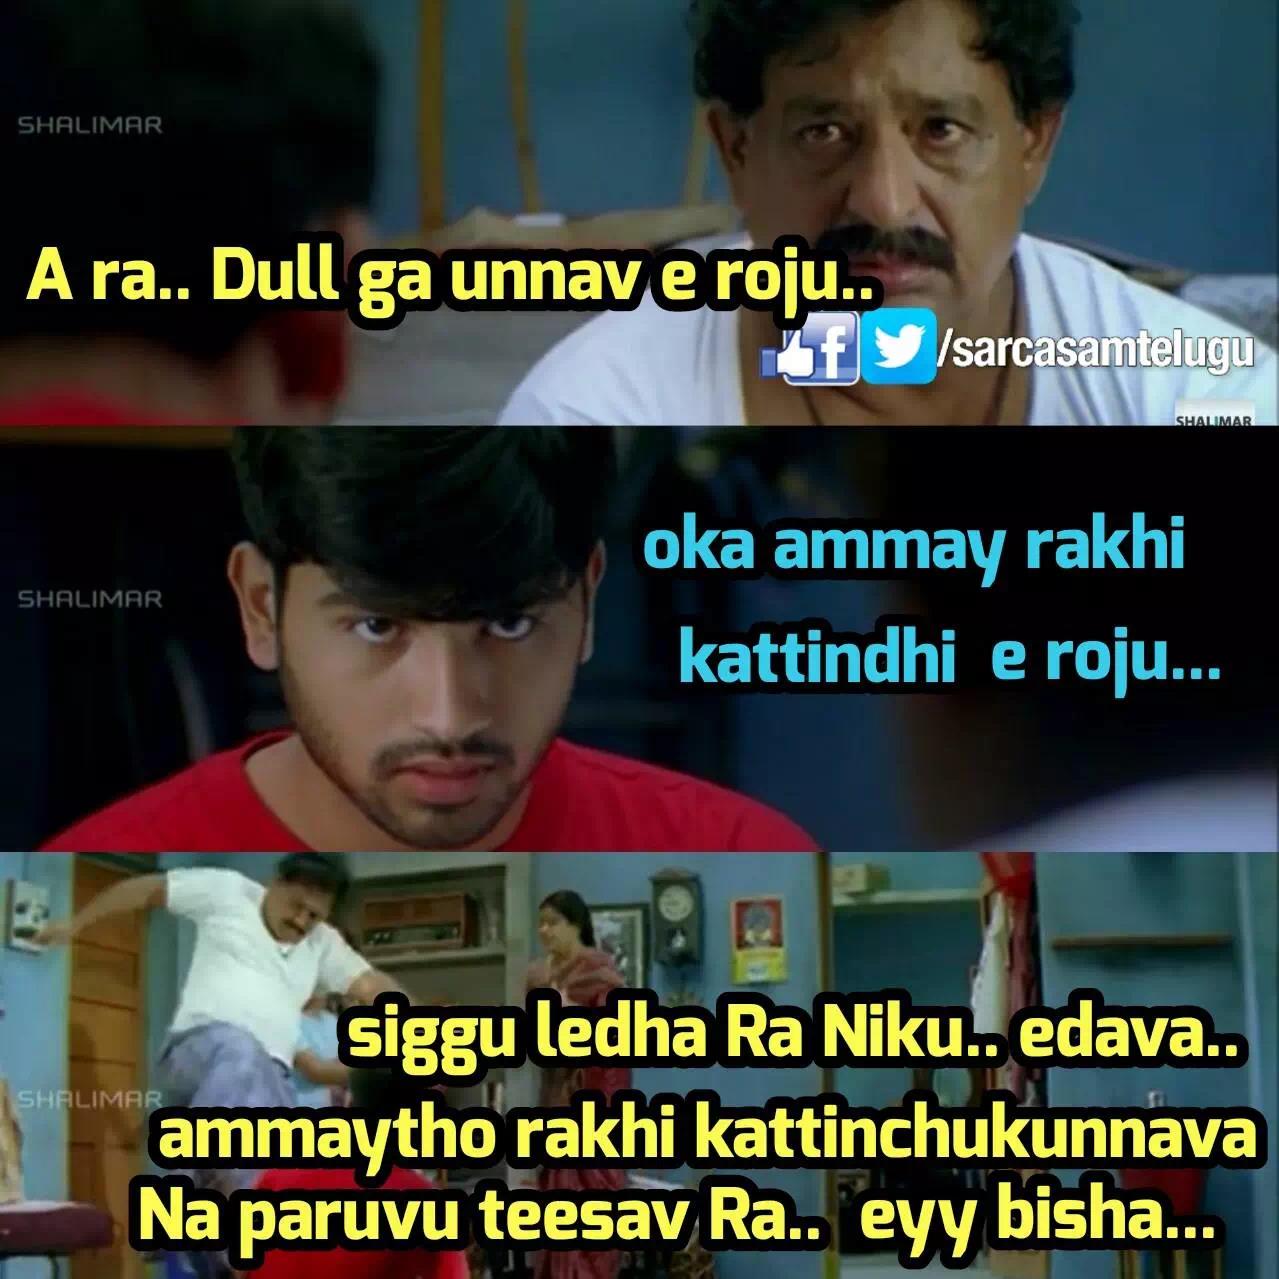 SHALIMAR
A ra.. Dull ga unnav e roju..
/sarcasamtelugu
SHALIMAR
oka ammay rakhi
SHALIMAR
kattindhi e roju...
siggu ledha Ra Niku.. edava..
SHALIMAR
ammaytho rakhi kattinchukunnava
Na paruvu teesav Ra.. eyy bisha...